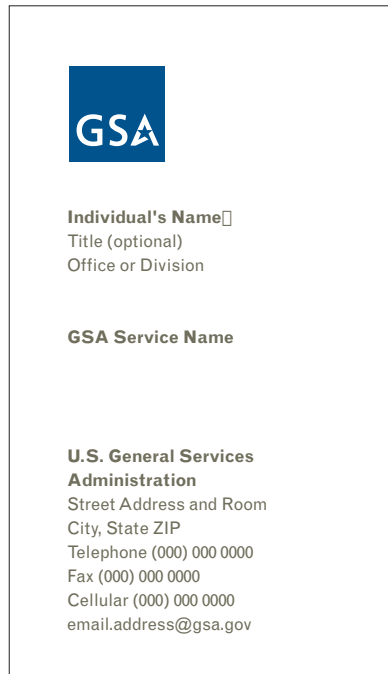 GSA
Individual's Name
Title (optional)
Office or Division
GSA Service Name
U.S. General Services
Administration
Street Address and Room
City, State ZIP
Telephone (000) 000 0000
Fax (000) 000 0000
Cellular (000) 000 0000
email.address@gsa.gov